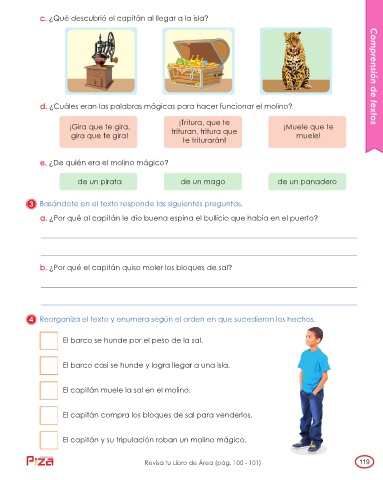 c. ¿Qué descubrió el capitán al llegar a la isla?
Comprensión de textos
d. ¿Cuáles eran las palabras mágicas para hacer funcionar el molino?
¡Gira que te gira,
gira que te gira!
¡Tritura, que te
trituran, tritura que
te triturarán!
¡Muele que te
muele!
e. ¿De quién era el molino mágico?
de un pirata
de un mago
de un panadero
3 Basándote en el texto responde las siguientes preguntas.
a. ¿Por qué al capitán le dio buena espina el bullicio que había en el puerto?
b. ¿Por qué el capitán quiso moler los bloques de sal?
4 Reorganiza el texto y enumera según el orden en que sucedieron los hechos.
El barco se hunde por el peso de la sal.
El barco casi se hunde y logra llegar a una isla.
El capitán muele la sal en el molino.
El capitán compra los bloques de sal para venderlos.
El capitán y su tripulación roban un molino mágico.
Revisa tu Libro de Área (pág. 100 - 101)
119